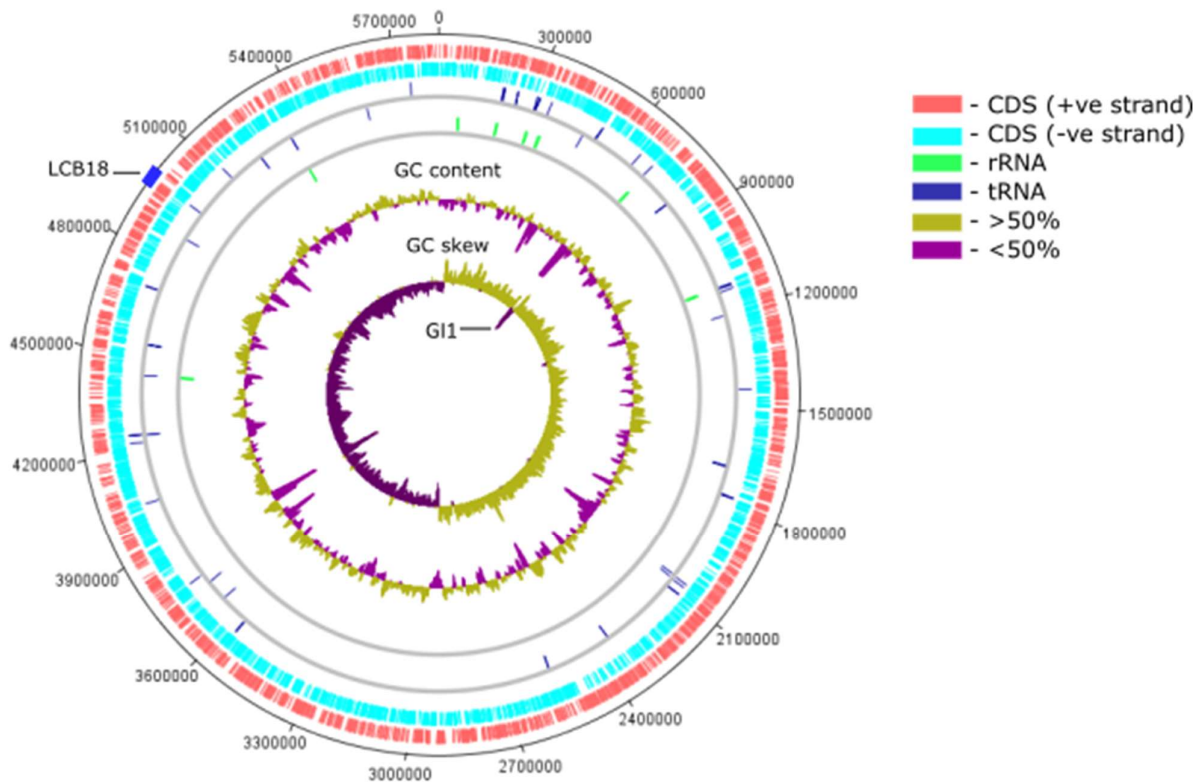 0
300000
600000
900000
1200000
1500000
1800000
2100000
2400000
2700000
3000000
3300000
3600000
3900000
4200000
4500000
4800000
5100000
5400000
5700000
LCB18
GC content
GC skew
GI1
- CDS (+ve strand)
- CDS (-ve strand)
- rRNA
- tRNA
- >50%
- <50%